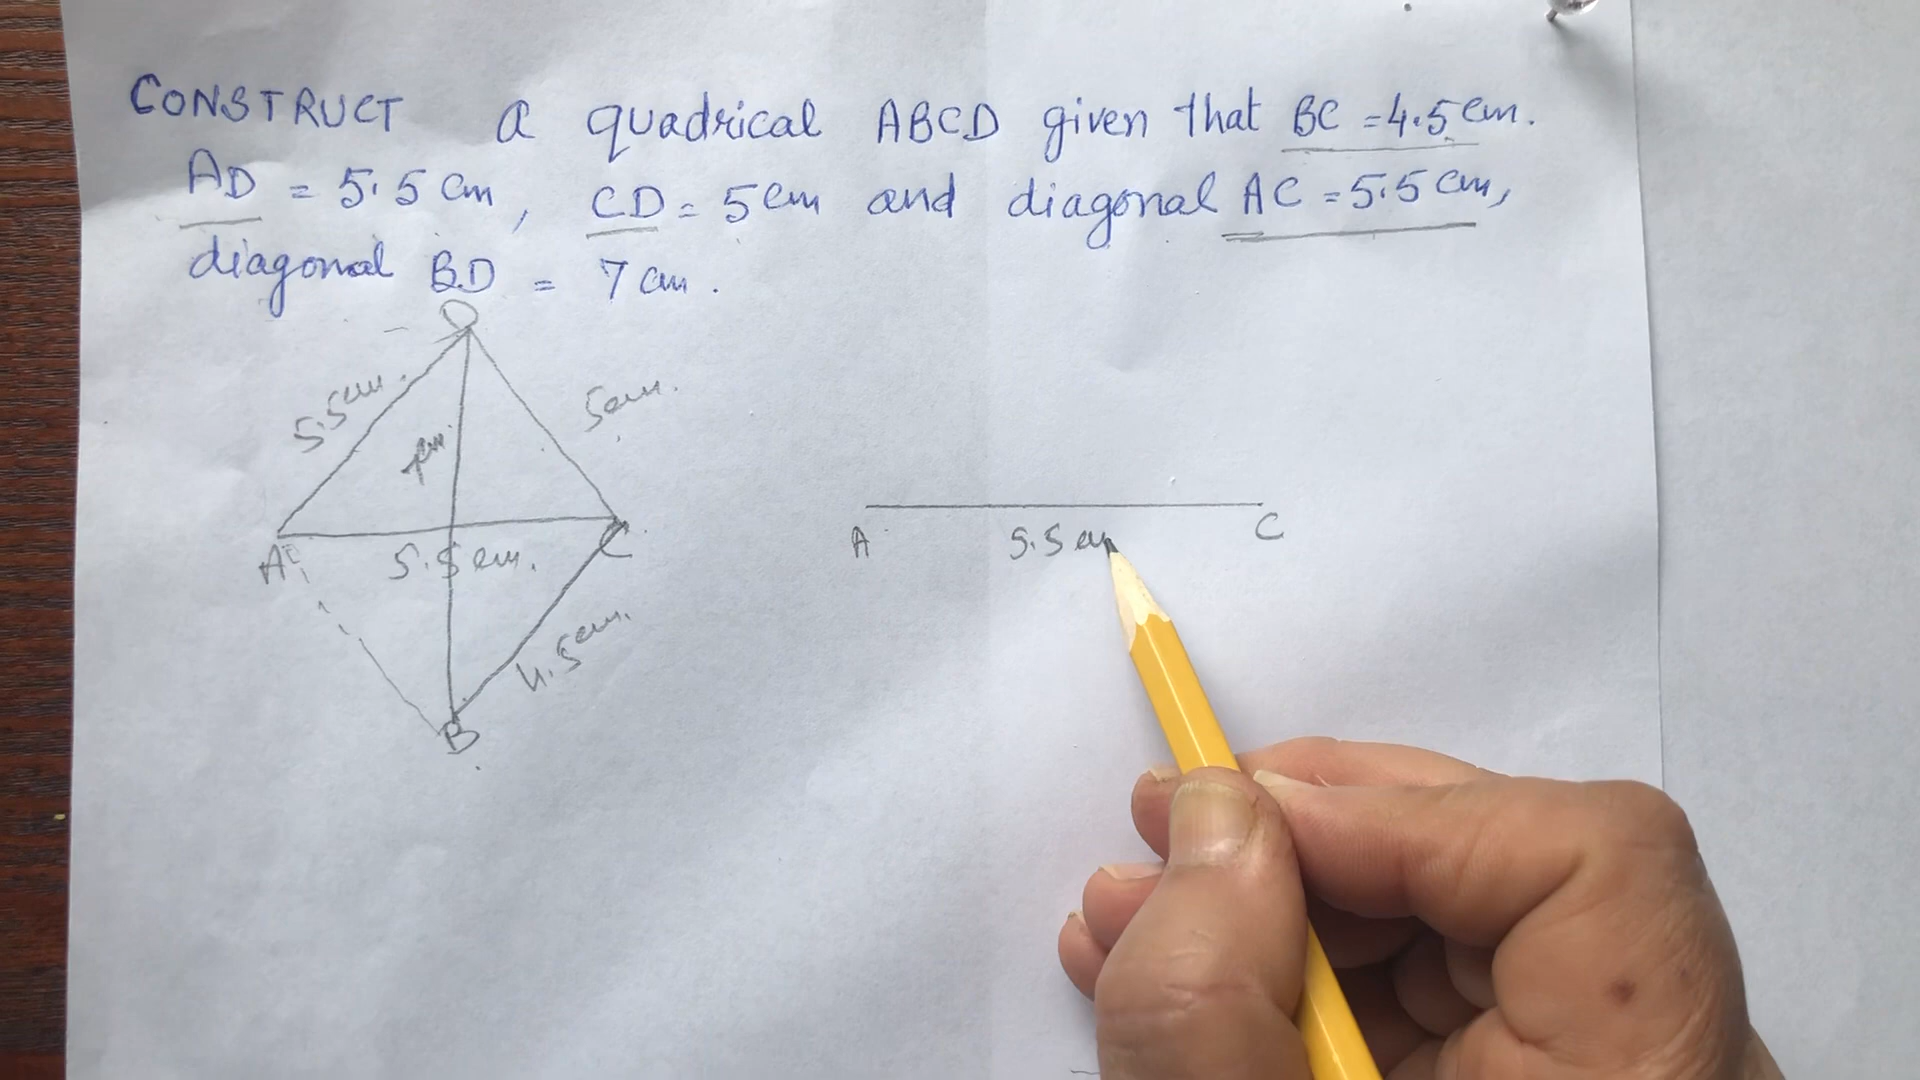 CONSTRUCT a quadrical ABCD given that BC = 4.5 cm.
AD = 5.5 cm, CD = 5 cm and diagonal AC = 5.5 cm,
diagonal BD = 7 cm.
D
5.5 cm.
5 cm.
7 cm.
A
5.5 cm.
C
4.5 cm.
B
A
5.5 cm
C